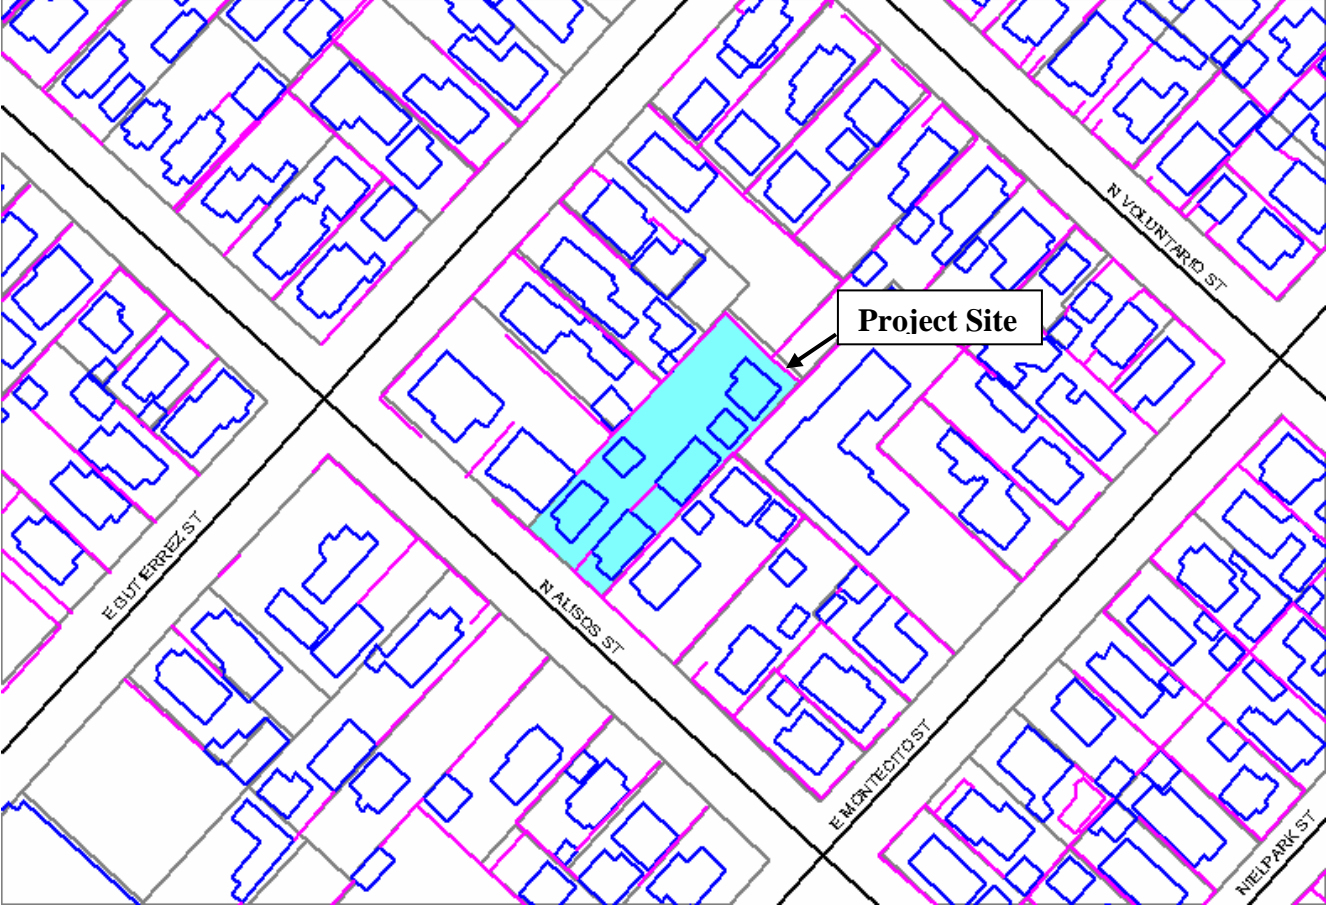 N VOLUNTARIO ST
Project Site
E GUTIERREZ ST
N ALISOS ST
E MONTECITO ST
NIELPARK ST